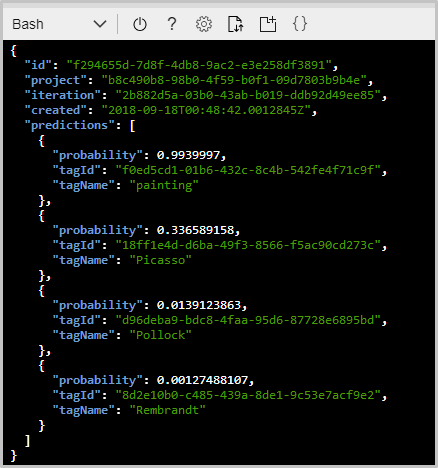 Bash
{
  "id": "f294655d-7d8f-4db8-9ac2-e3e258df3891",
  "project": "b8c490b8-98b0-4f59-b0f1-09d7803b9b4e",
  "iteration": "2b882d5a-03b0-43ab-b019-ddb92d49ee85",
  "created": "2018-09-18T00:48:42.0012845Z",
  "predictions": [
    {
      "probability": 0.9939997,
      "tagId": "f0ed5cd1-01b6-432c-8c4b-542fe4f71c9f",
      "tagName": "painting"
    },
    {
      "probability": 0.336589158,
      "tagId": "18ff1e4d-d6ba-49f3-8566-f5ac90cd273c",
      "tagName": "Picasso"
    },
    {
      "probability": 0.0139123863,
      "tagId": "d96deba9-bdc8-4faa-95d6-87728e6895bd",
      "tagName": "Pollock"
    },
    {
      "probability": 0.00127488107,
      "tagId": "8d2e10b0-c485-439a-8de1-9c53e7acf9e2",
      "tagName": "Rembrandt"
    }
  ]
}